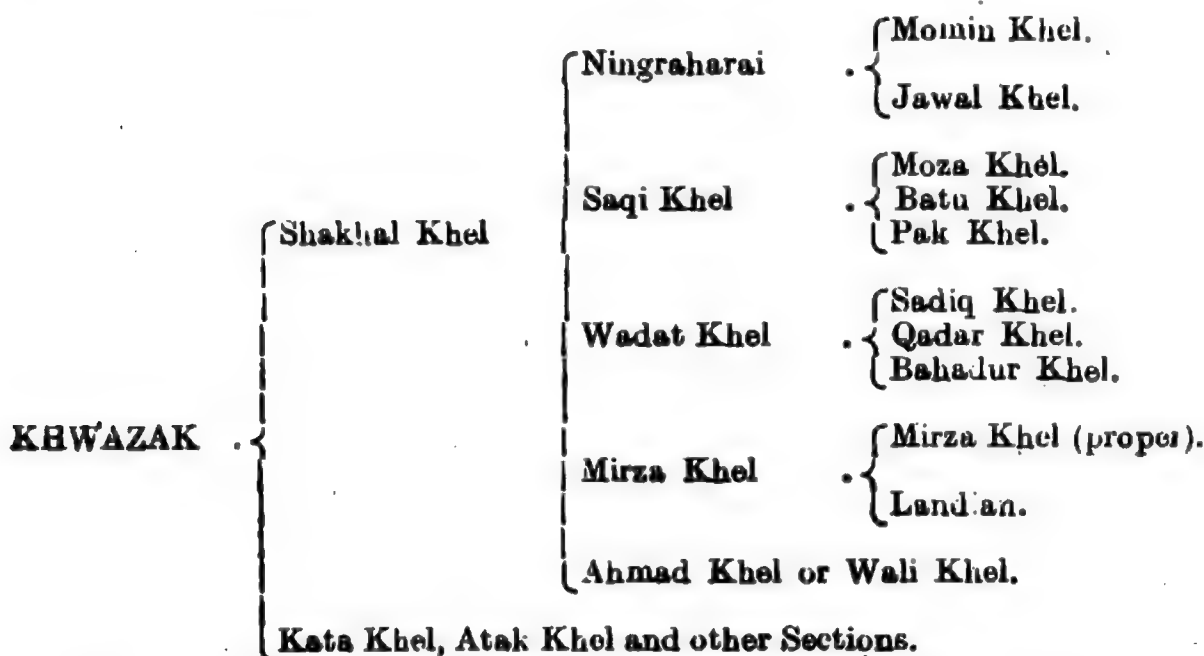 Momin Khel.
Ningraharai
Jawal Khel.
Moza Khel.
Saqi Khel . Batu Khel.
Shakhal Khel Pak Khel.
Sadiq Khel.
Wadat Khel . Qadar Khel.
Bahadur Khel.
KHWAZAK . Mirza Khel (proper).
Mirza Khel .
Landian.
Ahmad Khel or Wali Khel.
Kata Khel, Atak Khel and other Sections.